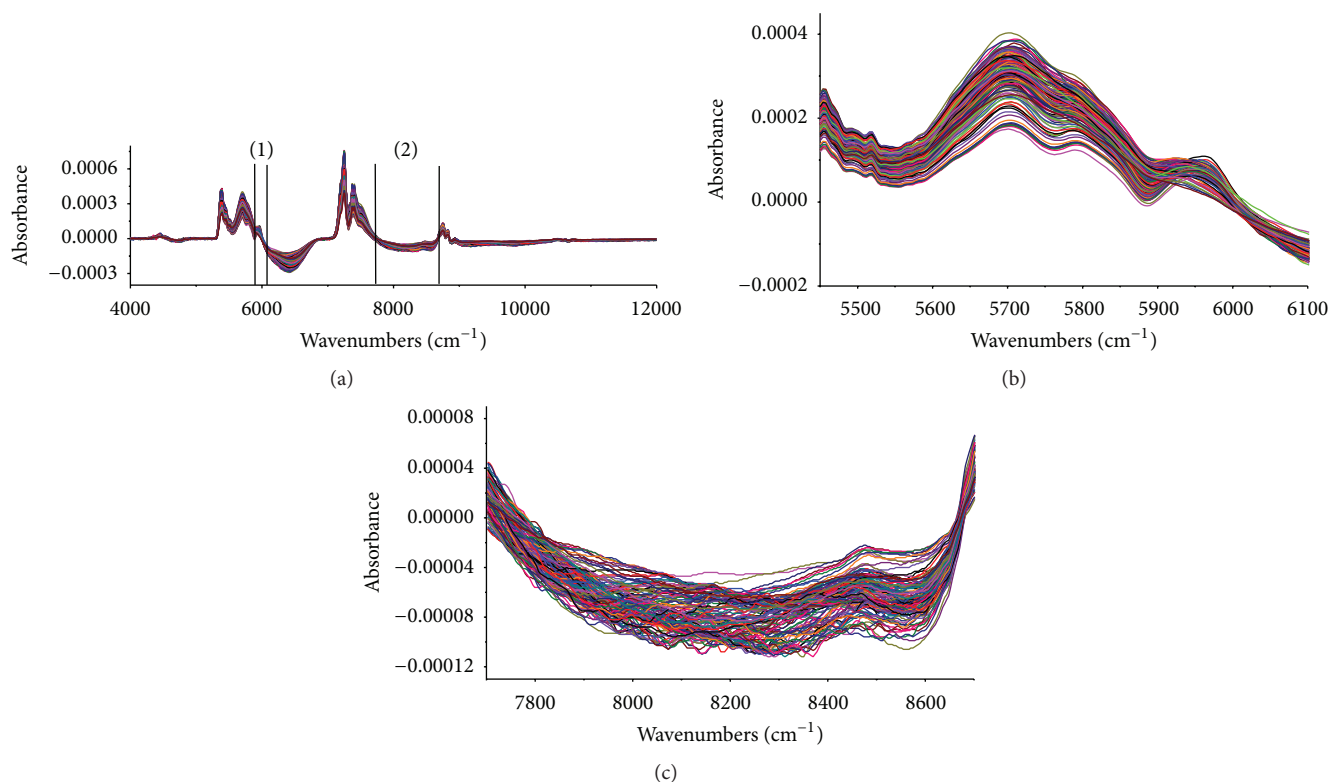 (1)
(2)
0.0006
0.0003
0.0000
−0.0003
Absorbance
4000 6000 8000 10000 12000
Wavenumbers (cm−1)
(a)
0.0004
0.0002
0.0000
−0.0002
Absorbance
5500 5600 5700 5800 5900 6000 6100
Wavenumbers (cm−1)
(b)
0.00008
0.00004
0.00000
−0.00004
−0.00008
−0.00012
Absorbance
7800 8000 8200 8400 8600
Wavenumbers (cm−1)
(c)